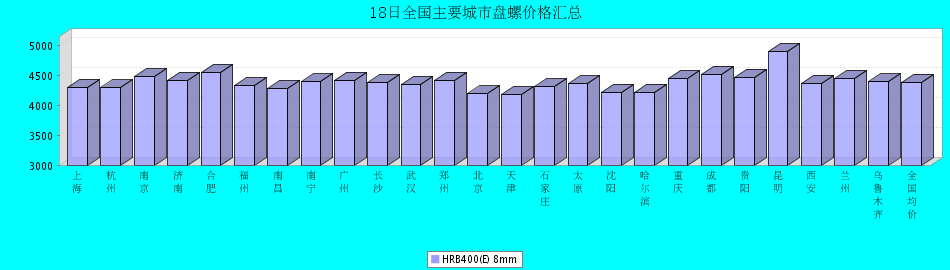 18日全国主要城市盘螺价格汇总
5000
4500
4000
3500
3000
上海 杭州 南京 济南 合肥 福州 南昌 南宁 广州 长沙 武汉 郑州 北京 天津 石家庄 太原 沈阳 哈尔滨 重庆 成都 贵阳 昆明 西安 兰州 乌鲁木齐 全国均价
HRB400(E) 8mm